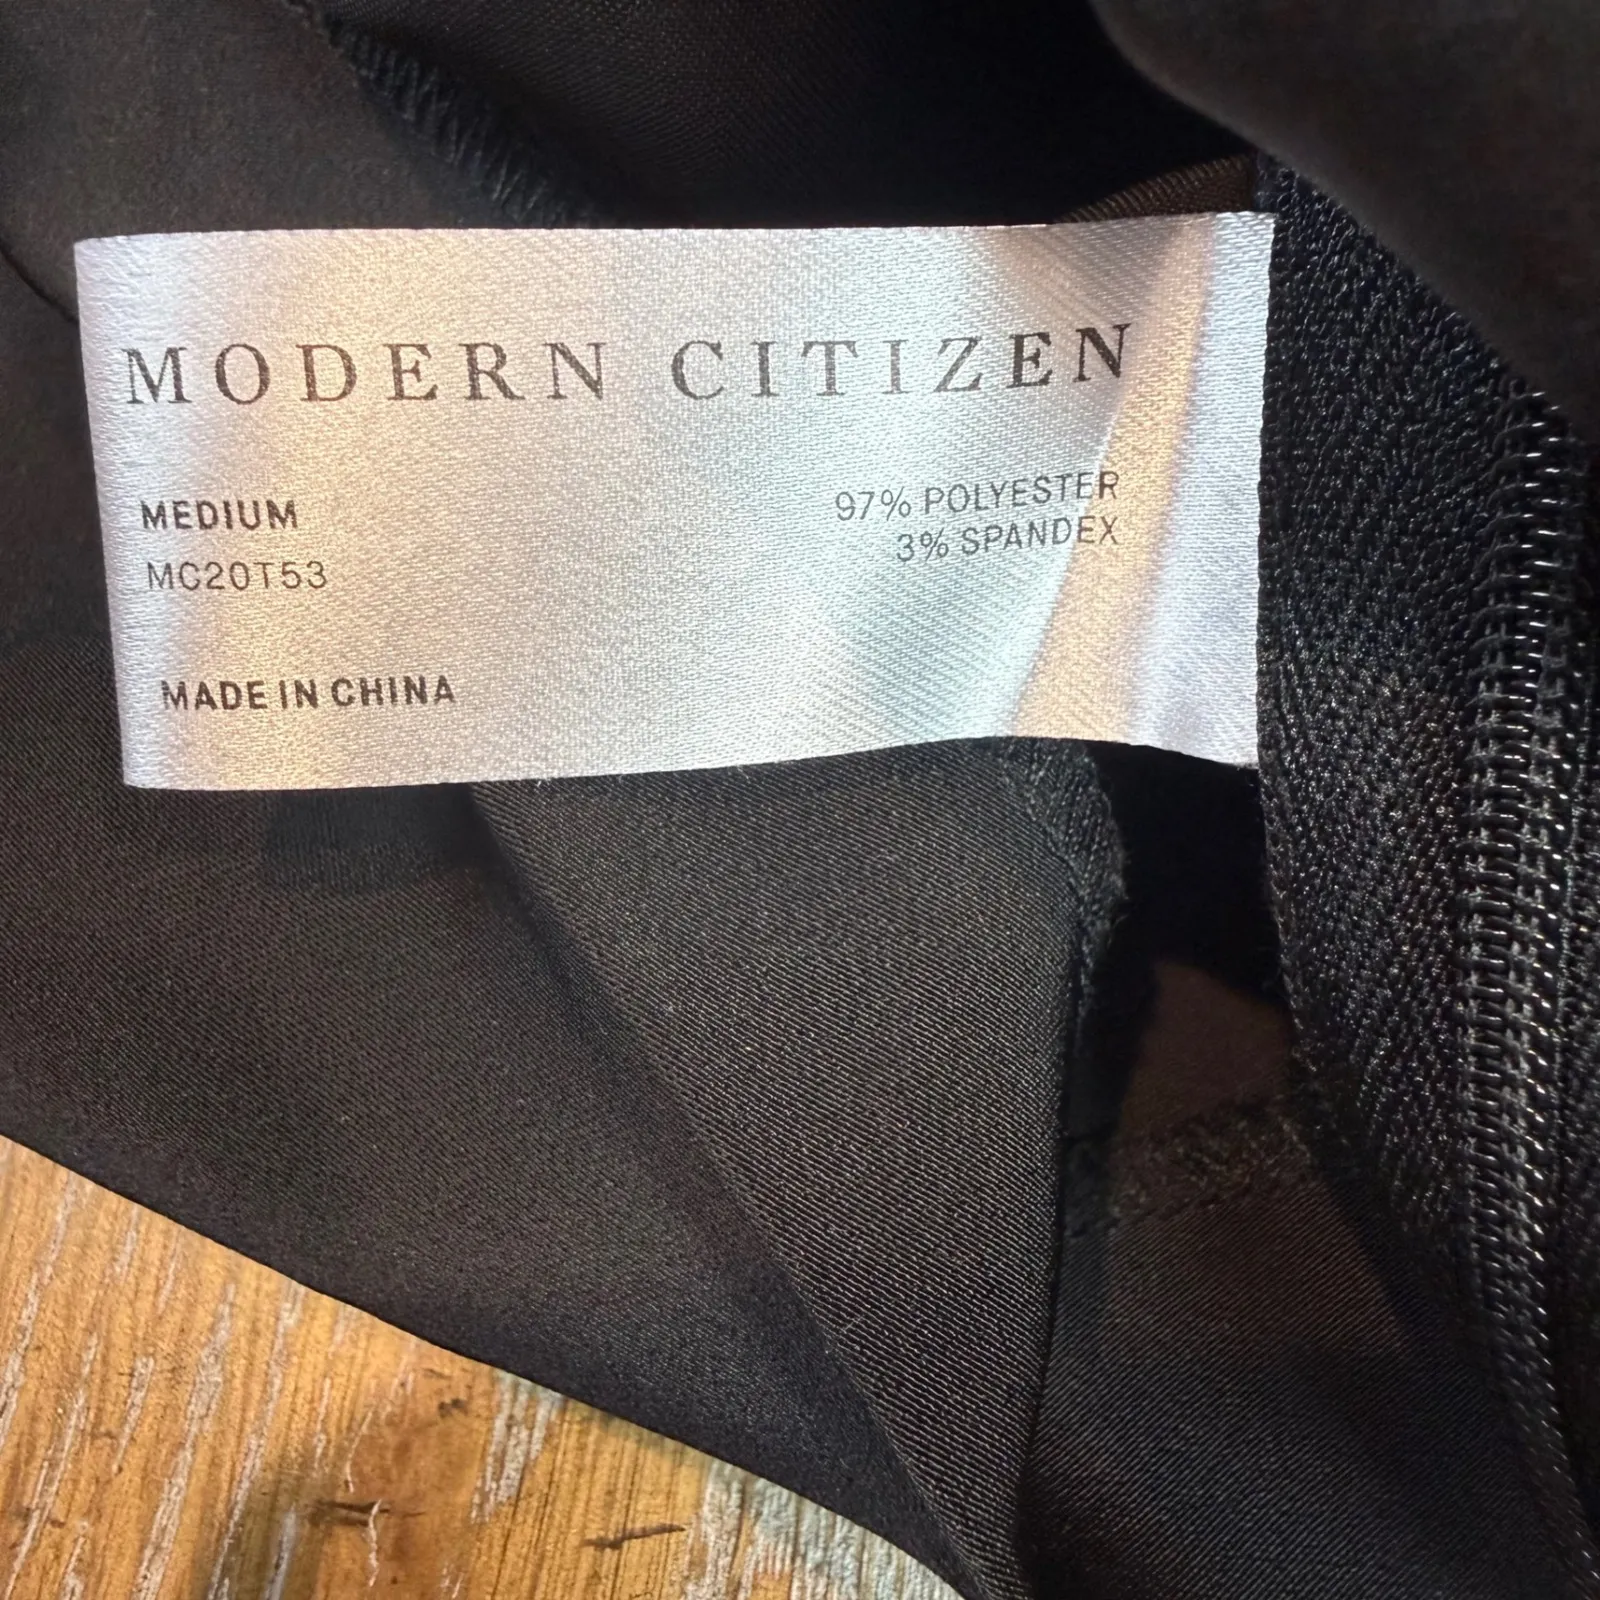 MODERN CITIZEN
MEDIUM
MC20T53
97% POLYESTER
3% SPANDEX
MADE IN CHINA